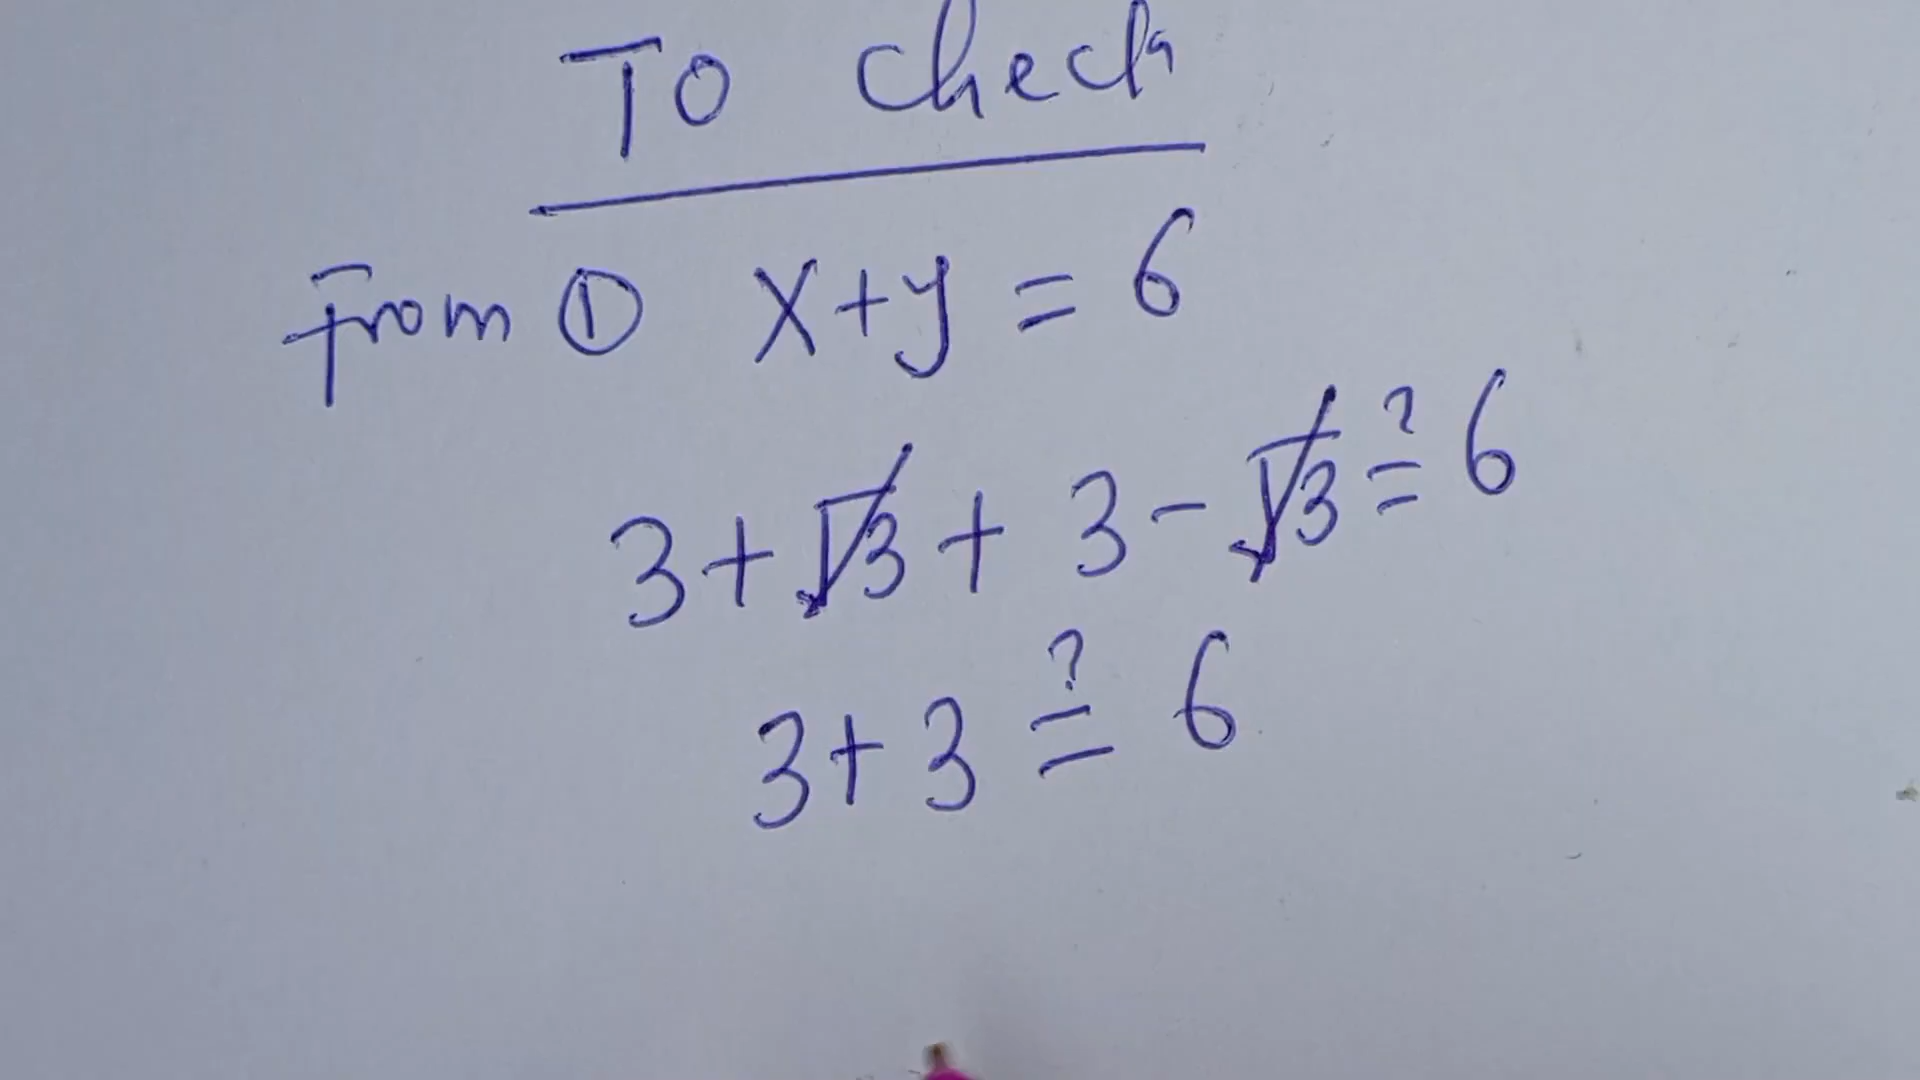 To check
From ① x+y = 6
3+√3 + 3-√3 ≟ 6
3+3 ≟ 6